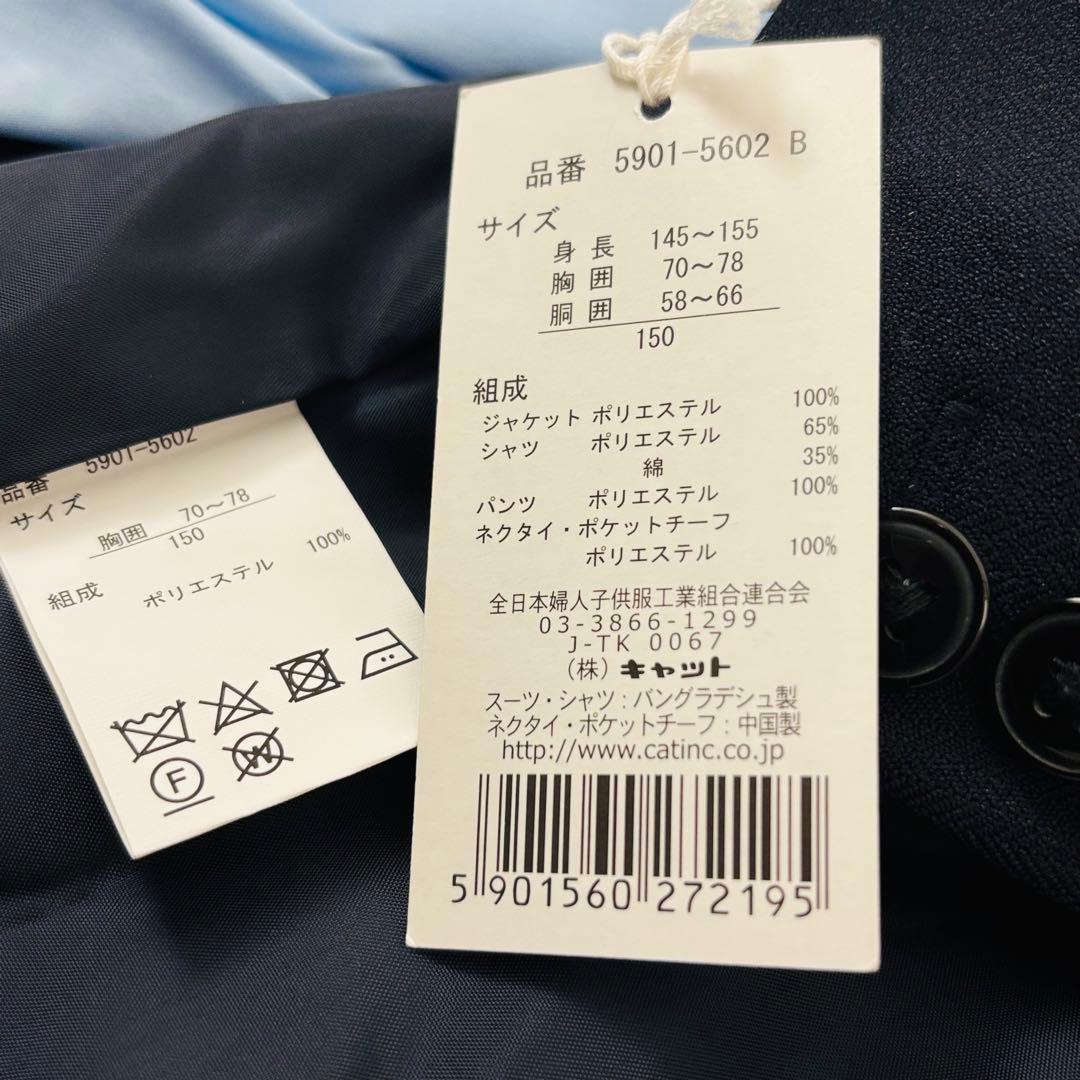 品番 5901-5602 B
サイズ
身長 145～155
胸囲 70～78
胴囲 58～66
150
組成
ジャケット ポリエステル 100%
シャツ ポリエステル 65%
綿 35%
パンツ ポリエステル 100%
ネクタイ・ポケットチーフ
ポリエステル 100%
全日本婦人子供服工業組合連合会
03-3866-1299
J-TK 0067
(株) キャット
スーツ・シャツ：バングラデシュ製
ネクタイ・ポケットチーフ：中国製
http://www.catinc.co.jp
5 901560 272195
品番 5901-5602
サイズ
胸囲 70～78
150
組成 ポリエステル 100%
F
W